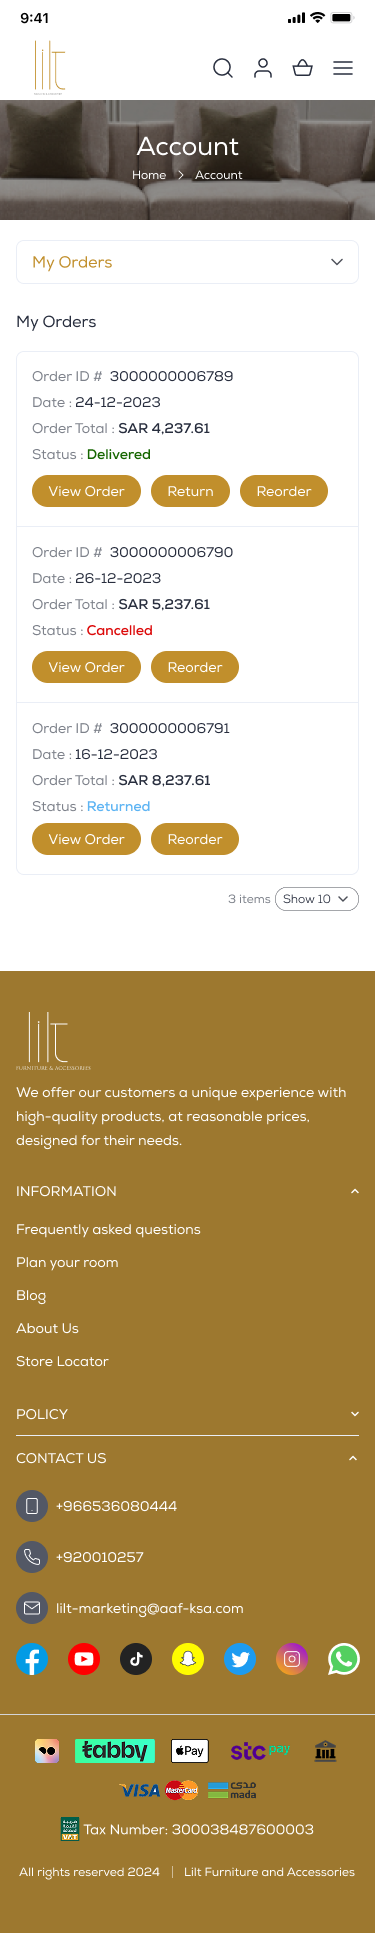 9:41
lilt
Account
Home > Account
My Orders
My Orders
Order ID # 3000000006789
Date : 24-12-2023
Order Total : SAR 4,237.61
Status : Delivered
View Order Return Reorder
Order ID # 3000000006790
Date : 26-12-2023
Order Total : SAR 5,237.61
Status : Cancelled
View Order Reorder
Order ID # 3000000006791
Date : 16-12-2023
Order Total : SAR 8,237.61
Status : Returned
View Order Reorder
3 items Show 10
lilt
FURNITURE & ACCESSORIES
We offer our customers a unique experience with
high-quality products, at reasonable prices,
designed for their needs.
INFORMATION
Frequently asked questions
Plan your room
Blog
About Us
Store Locator
POLICY
CONTACT US
+966536080444
+920010257
lilt-marketing@aaf-ksa.com
tabby Pay stc pay
VISA MasterCard مدى mada
VAT Tax Number: 300038487600003
All rights reserved 2024 | Lilt Furniture and Accessories